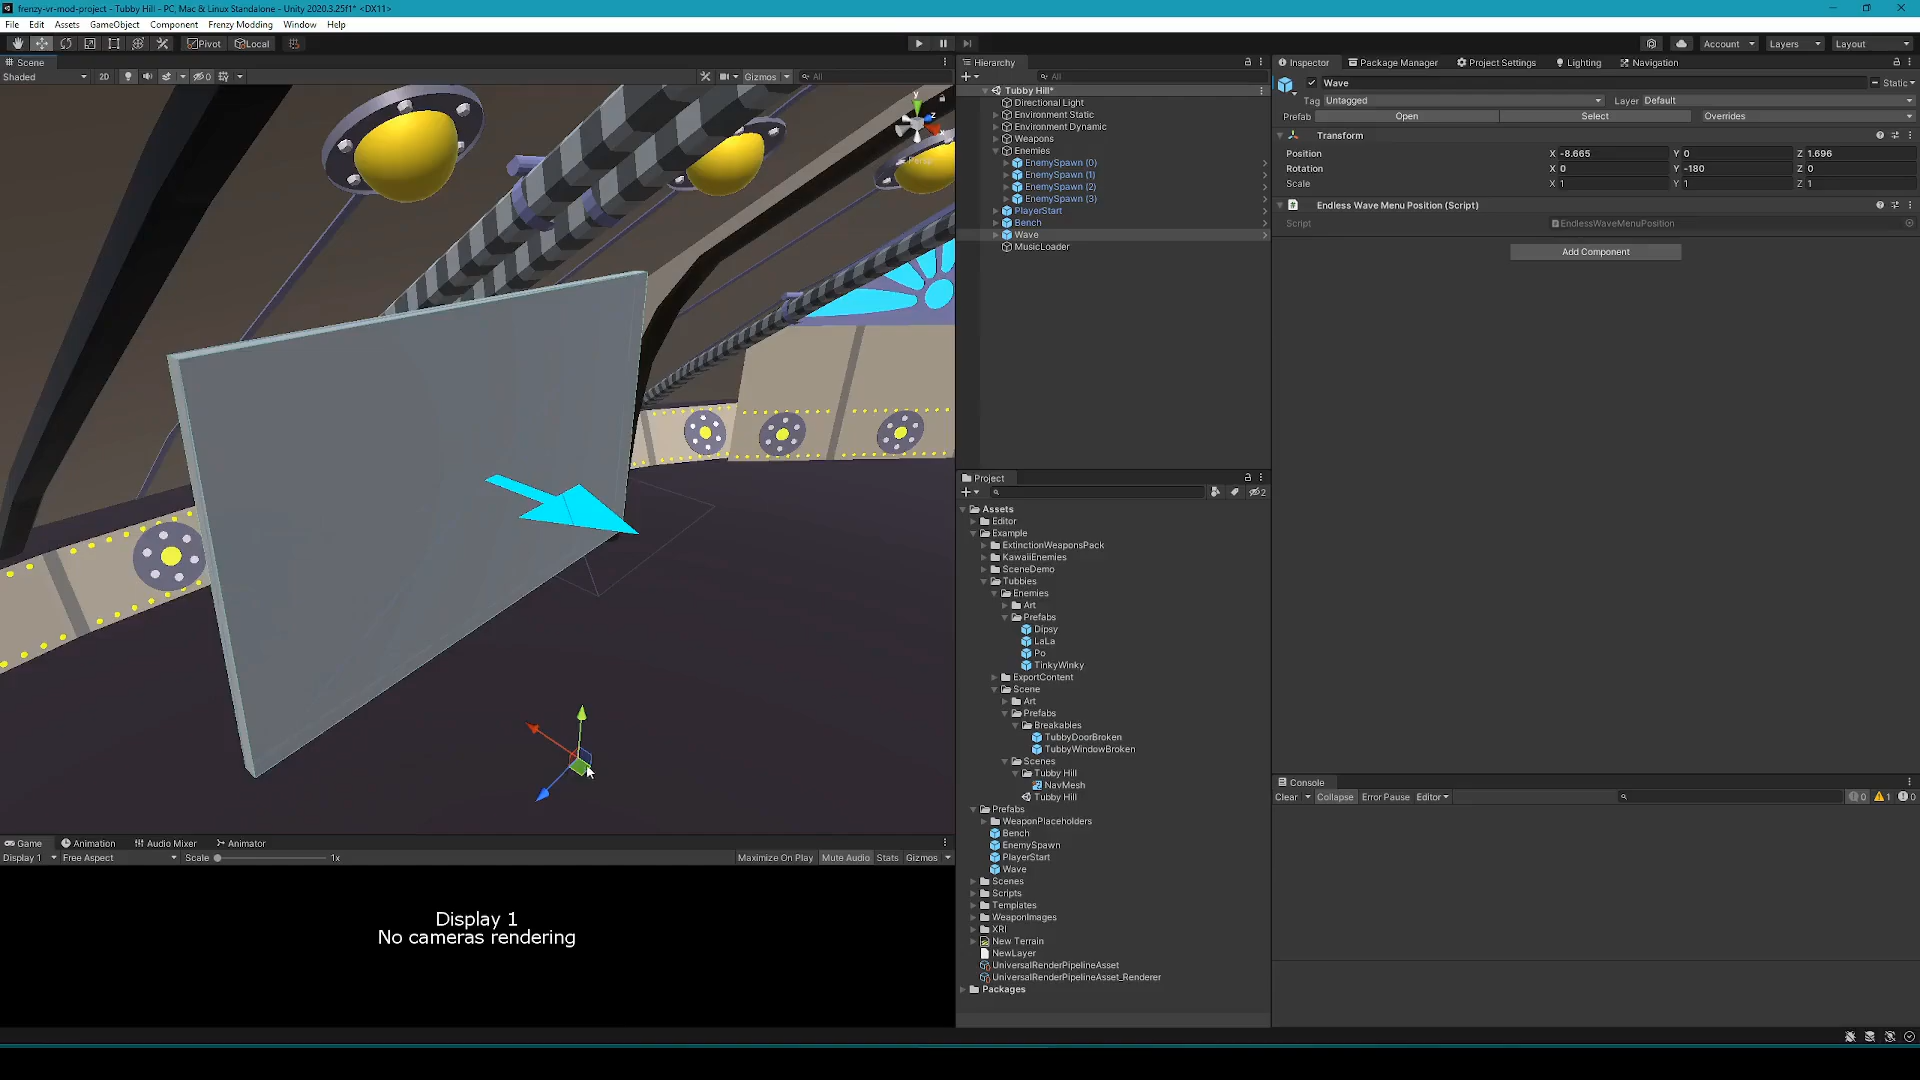 frenzy-vr-mod-project - Tubby Hill - PC, Mac & Linux Standalone - Unity 2020.3.25f1* <DX11>
File Edit Assets GameObject Component Frenzy Modding Window Help
Pivot Local Account Layers Layout
Scene
Shaded 2D 0 Gizmos All
y z x
Persp
Game Animation Audio Mixer Animator
Display 1 Free Aspect Scale 1x Maximize On Play Mute Audio Stats Gizmos
Display 1
No cameras rendering
Hierarchy
All
Tubby Hill*
Directional Light
Environment Static
Environment Dynamic
Weapons
Enemies
EnemySpawn (0)
EnemySpawn (1)
EnemySpawn (2)
EnemySpawn (3)
PlayerStart
Bench
Wave
MusicLoader
Project
2
Assets
Editor
Example
ExtinctionWeaponsPack
KawaiiEnemies
SceneDemo
Tubbies
Enemies
Art
Prefabs
Dipsy
LaLa
Po
TinkyWinky
ExportContent
Scene
Art
Prefabs
Breakables
TubbyDoorBroken
TubbyWindowBroken
Scenes
Tubby Hill
NavMesh
Tubby Hill
Prefabs
WeaponPlaceholders
Bench
EnemySpawn
PlayerStart
Wave
Scenes
Scripts
Templates
WeaponImages
XRI
New Terrain
NewLayer
UniversalRenderPipelineAsset
UniversalRenderPipelineAsset_Renderer
Packages
Inspector Package Manager Project Settings Lighting Navigation
Wave Static
Tag Untagged Layer Default
Prefab Open Select Overrides
Transform
Position X -8.665 Y 0 Z 1.696
Rotation X 0 Y -180 Z 0
Scale X 1 Y 1 Z 1
# Endless Wave Menu Position (Script)
Script EndlessWaveMenuPosition
Add Component
Console
Clear Collapse Error Pause Editor 0 1 0